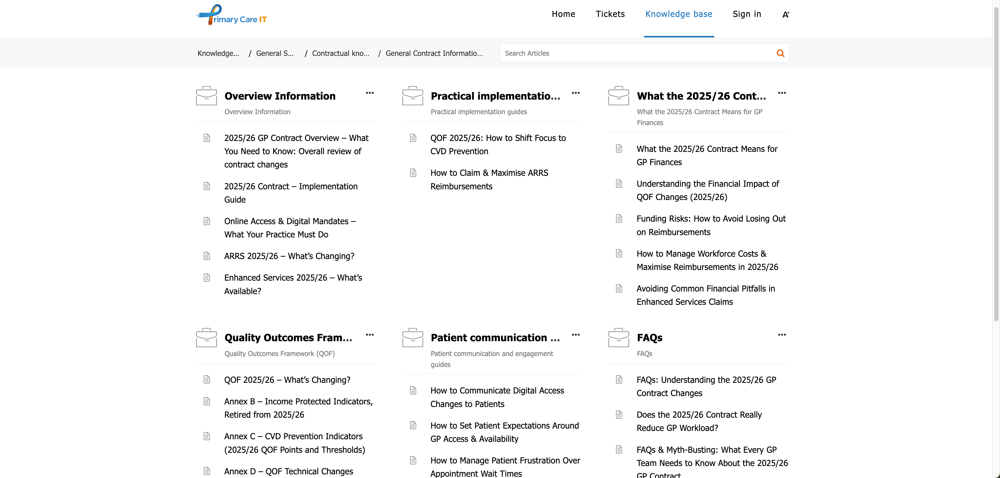 Primary Care IT
Home
Tickets
Knowledge base
Sign in
A+
Knowledge... / General S... / Contractual kno... / General Contract Informatio...
Search Articles
Overview Information
Overview Information
2025/26 GP Contract Overview – What
You Need to Know: Overall review of
contract changes
2025/26 Contract – Implementation
Guide
Online Access & Digital Mandates –
What Your Practice Must Do
ARRS 2025/26 – What’s Changing?
Enhanced Services 2025/26 – What’s
Available?
Practical implementatio...
Practical implementation guides
QOF 2025/26: How to Shift Focus to
CVD Prevention
How to Claim & Maximise ARRS
Reimbursements
What the 2025/26 Cont...
What the 2025/26 Contract Means for GP
Finances
What the 2025/26 Contract Means for
GP Finances
Understanding the Financial Impact of
QOF Changes (2025/26)
Funding Risks: How to Avoid Losing Out
on Reimbursements
How to Manage Workforce Costs &
Maximise Reimbursements in 2025/26
Avoiding Common Financial Pitfalls in
Enhanced Services Claims
Quality Outcomes Fram...
Quality Outcomes Framework (QOF)
QOF 2025/26 – What’s Changing?
Annex B – Income Protected Indicators,
Retired from 2025/26
Annex C – CVD Prevention Indicators
(2025/26 QOF Points and Thresholds)
Annex D – QOF Technical Changes
Patient communication ...
Patient communication and engagement
guides
How to Communicate Digital Access
Changes to Patients
How to Set Patient Expectations Around
GP Access & Availability
How to Manage Patient Frustration Over
Appointment Wait Times
FAQs
FAQs
FAQs: Understanding the 2025/26 GP
Contract Changes
Does the 2025/26 Contract Really
Reduce GP Workload?
FAQs & Myth-Busting: What Every GP
Team Needs to Know About the 2025/26
GP Contract